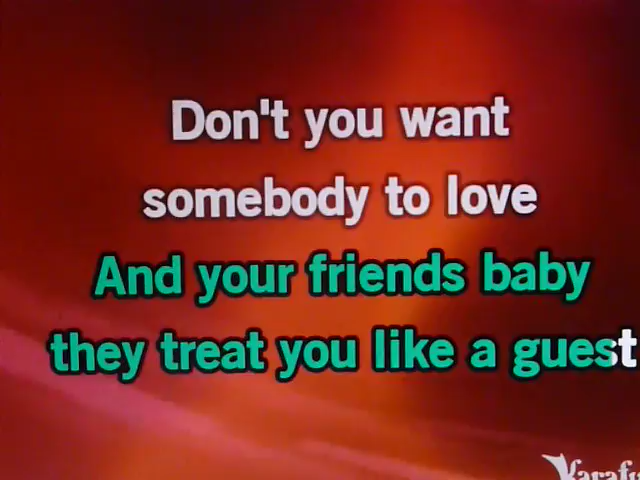 Don't you want
somebody to love
And your friends baby
they treat you like a guest